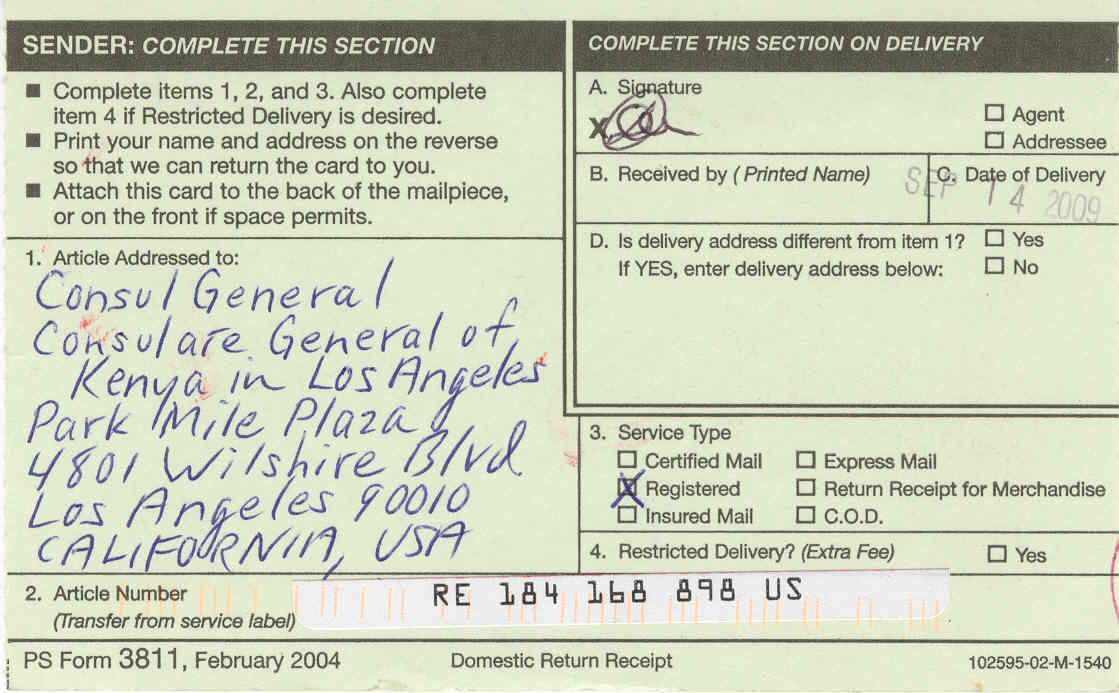 SENDER: COMPLETE THIS SECTION
■ Complete items 1, 2, and 3. Also complete
item 4 if Restricted Delivery is desired.
■ Print your name and address on the reverse
so that we can return the card to you.
■ Attach this card to the back of the mailpiece,
or on the front if space permits.
1. Article Addressed to:
Consul General
Consulate General of
Kenya in Los Angeles
Park Mile Plaza
4801 Wilshire Blvd
Los Angeles 90010
CALIFORNIA, USA
COMPLETE THIS SECTION ON DELIVERY
A. Signature
X
☐ Agent
☐ Addressee
B. Received by (Printed Name)
C. Date of Delivery
SEP 14 2009
D. Is delivery address different from item 1? ☐ Yes
If YES, enter delivery address below: ☐ No
3. Service Type
☐ Certified Mail ☐ Express Mail
☒ Registered ☐ Return Receipt for Merchandise
☐ Insured Mail ☐ C.O.D.
4. Restricted Delivery? (Extra Fee) ☐ Yes
2. Article Number
(Transfer from service label)
RE 184 168 898 US
PS Form 3811, February 2004 Domestic Return Receipt 102595-02-M-1540